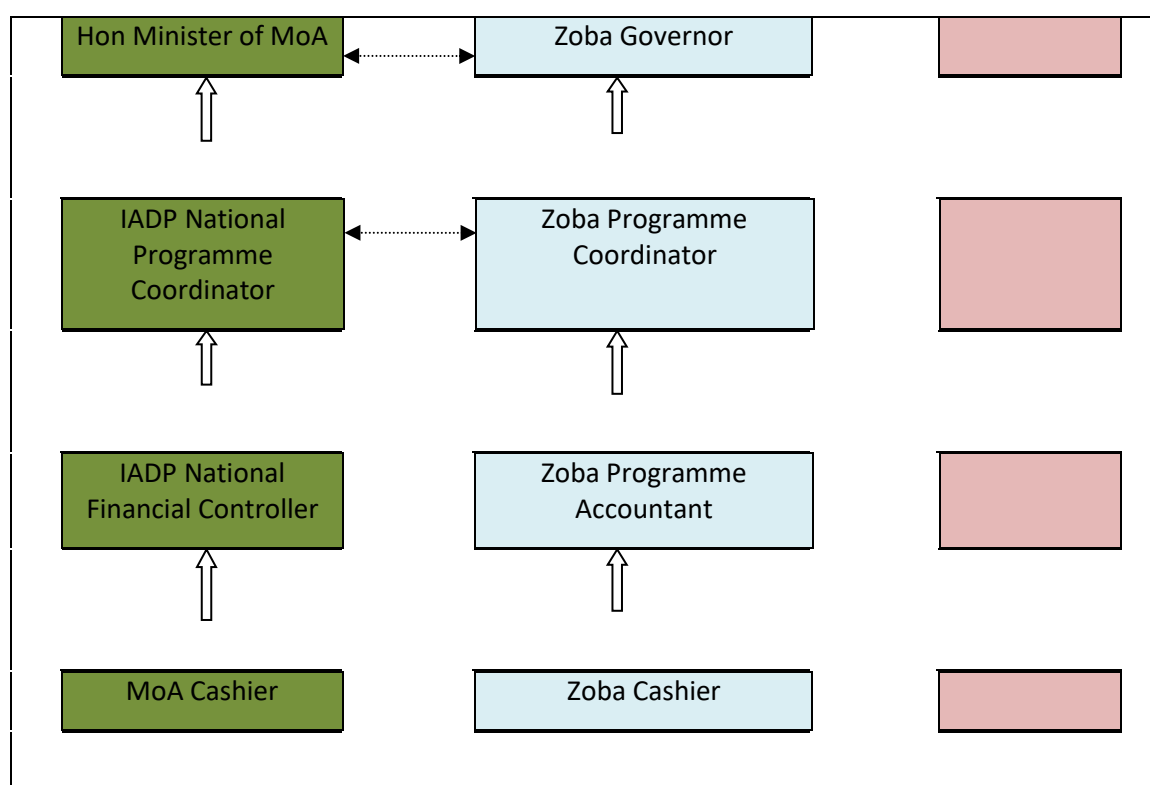 Hon Minister of MoA
Zoba Governor
IADP National
Programme
Coordinator
Zoba Programme
Coordinator
IADP National
Financial Controller
Zoba Programme
Accountant
MoA Cashier
Zoba Cashier